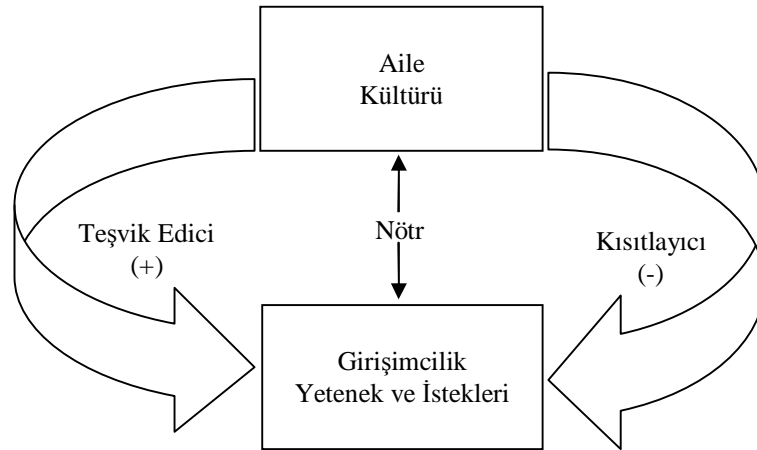 Aile
Kültürü
Teşvik Edici
(+)
Nötr
Kısıtlayıcı
(-)
Girişimcilik
Yetenek ve İstekleri